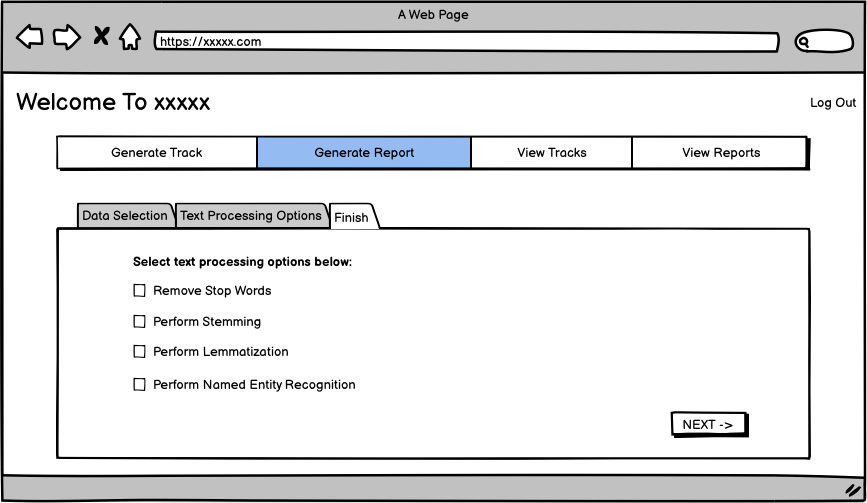 A Web Page
https://xxxxx.com
Welcome To xxxxx
Log Out
Generate Track Generate Report View Tracks View Reports
Data Selection Text Processing Options Finish
Select text processing options below:
Remove Stop Words
Perform Stemming
Perform Lemmatization
Perform Named Entity Recognition
NEXT ->